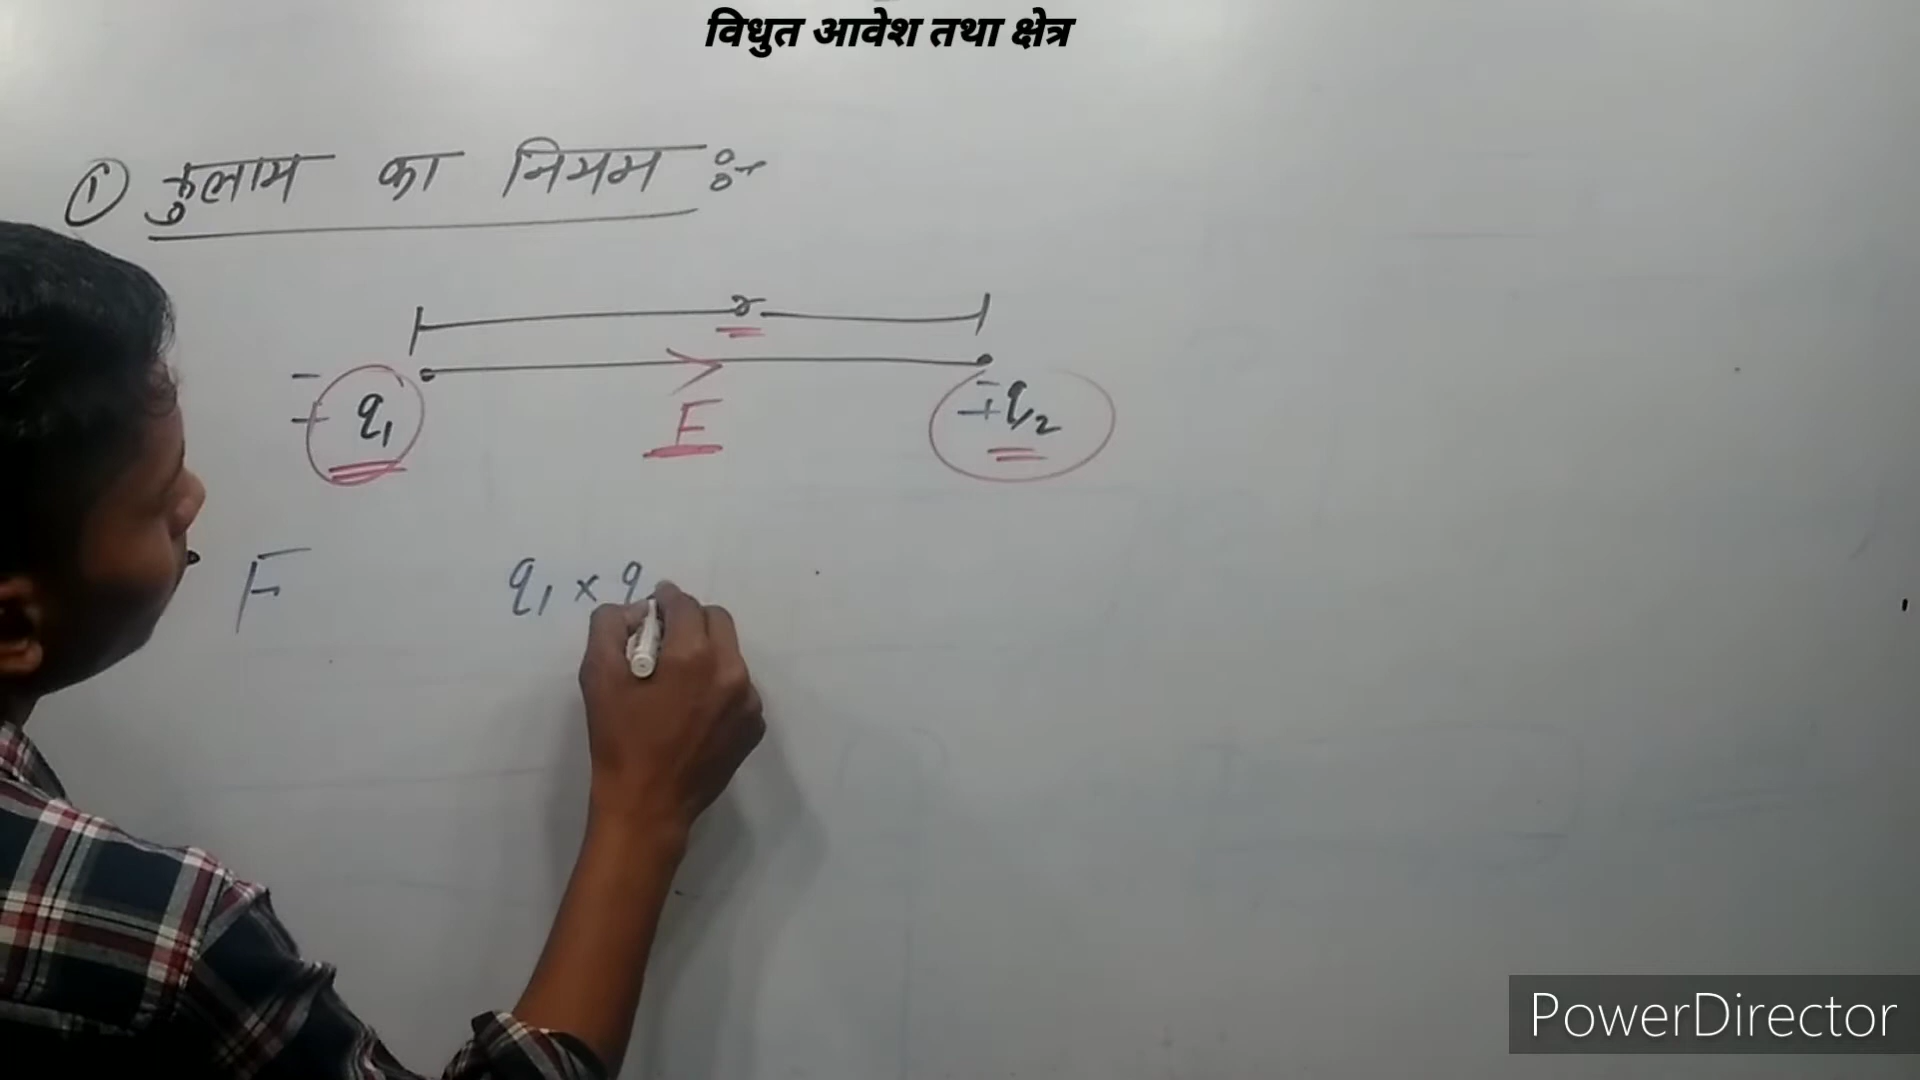 विधुत आवेश तथा क्षेत्र
① कुलाम का नियम :-
r
- -
+ q₁ F + q₂
F q₁ × q
PowerDirector